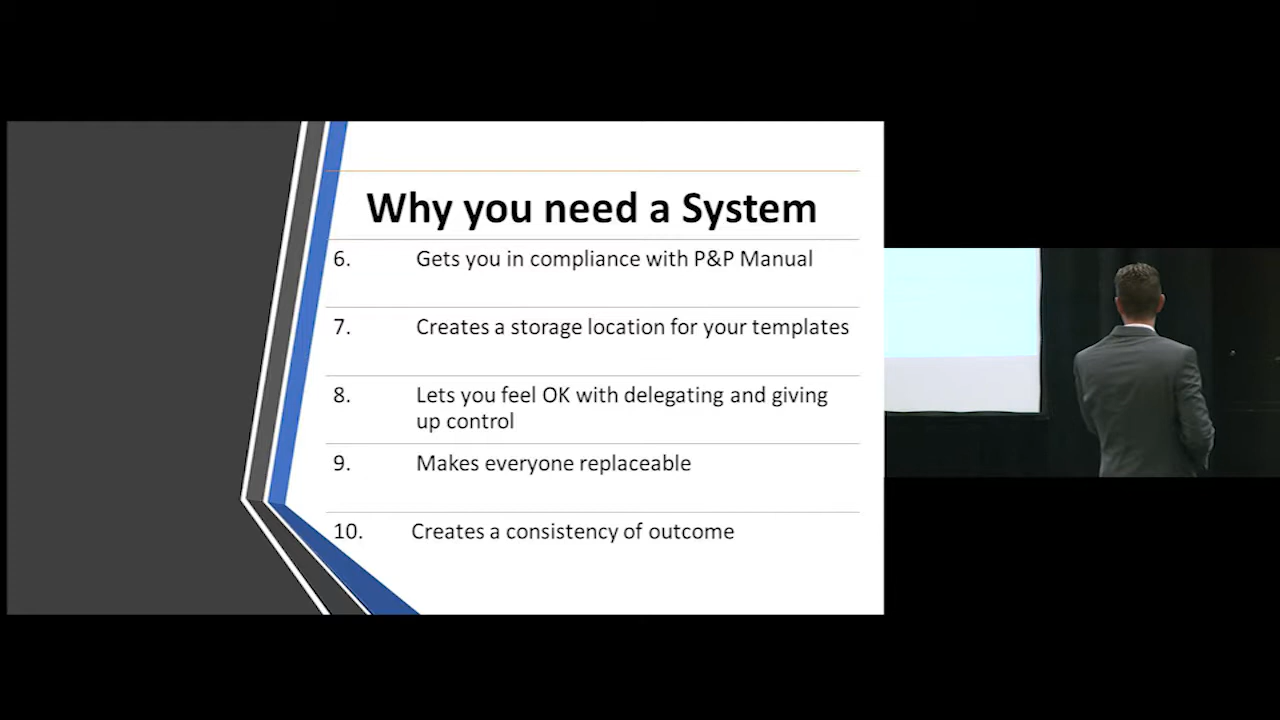 Why you need a System
6. Gets you in compliance with P&P Manual
7. Creates a storage location for your templates
8. Lets you feel OK with delegating and giving
up control
9. Makes everyone replaceable
10. Creates a consistency of outcome